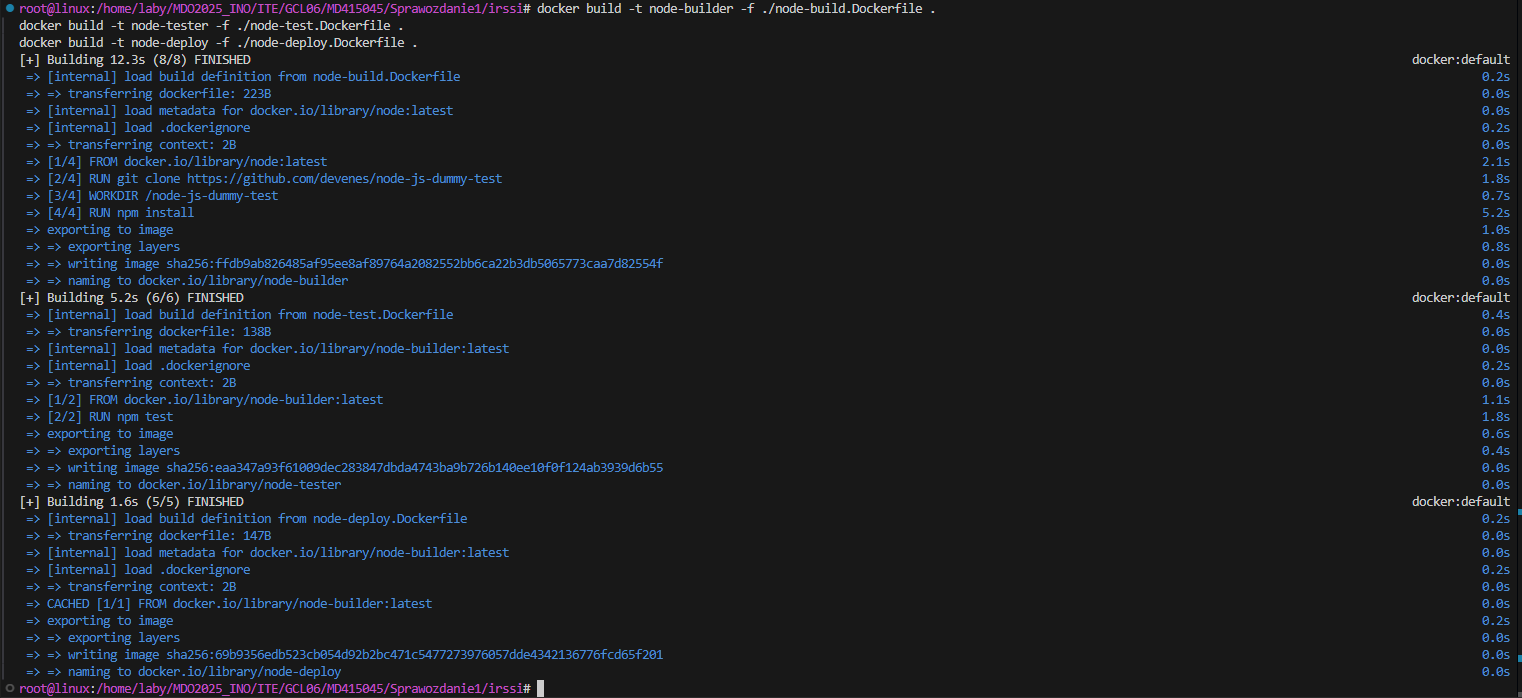 root@linux:/home/laby/MDO2025_INO/ITE/GCL06/MD415045/Sprawozdanie1/irssi# docker build -t node-builder -f ./node-build.Dockerfile .
docker build -t node-tester -f ./node-test.Dockerfile .
docker build -t node-deploy -f ./node-deploy.Dockerfile .
[+] Building 12.3s (8/8) FINISHED docker:default
=> [internal] load build definition from node-build.Dockerfile 0.2s
=> => transferring dockerfile: 223B 0.0s
=> [internal] load metadata for docker.io/library/node:latest 0.0s
=> [internal] load .dockerignore 0.2s
=> => transferring context: 2B 0.0s
=> [1/4] FROM docker.io/library/node:latest 2.1s
=> [2/4] RUN git clone https://github.com/devenes/node-js-dummy-test 1.8s
=> [3/4] WORKDIR /node-js-dummy-test 0.7s
=> [4/4] RUN npm install 5.2s
=> exporting to image 1.0s
=> => exporting layers 0.8s
=> => writing image sha256:ffdb9ab826485af95ee8af89764a2082552bb6ca22b3db5065773caa7d82554f 0.0s
=> => naming to docker.io/library/node-builder 0.0s
[+] Building 5.2s (6/6) FINISHED docker:default
=> [internal] load build definition from node-test.Dockerfile 0.4s
=> => transferring dockerfile: 138B 0.0s
=> [internal] load metadata for docker.io/library/node-builder:latest 0.0s
=> [internal] load .dockerignore 0.2s
=> => transferring context: 2B 0.0s
=> [1/2] FROM docker.io/library/node-builder:latest 1.1s
=> [2/2] RUN npm test 1.8s
=> exporting to image 0.6s
=> => exporting layers 0.4s
=> => writing image sha256:eaa347a93f61009dec283847dbda4743ba9b726b140ee10f0f124ab3939d6b55 0.0s
=> => naming to docker.io/library/node-tester 0.0s
[+] Building 1.6s (5/5) FINISHED docker:default
=> [internal] load build definition from node-deploy.Dockerfile 0.2s
=> => transferring dockerfile: 147B 0.0s
=> [internal] load metadata for docker.io/library/node-builder:latest 0.0s
=> [internal] load .dockerignore 0.2s
=> => transferring context: 2B 0.0s
=> CACHED [1/1] FROM docker.io/library/node-builder:latest 0.0s
=> exporting to image 0.2s
=> => exporting layers 0.0s
=> => writing image sha256:69b9356edb523cb054d92b2bc471c5477273976057dde4342136776fcd65f201 0.0s
=> => naming to docker.io/library/node-deploy 0.0s
root@linux:/home/laby/MDO2025_INO/ITE/GCL06/MD415045/Sprawozdanie1/irssi#